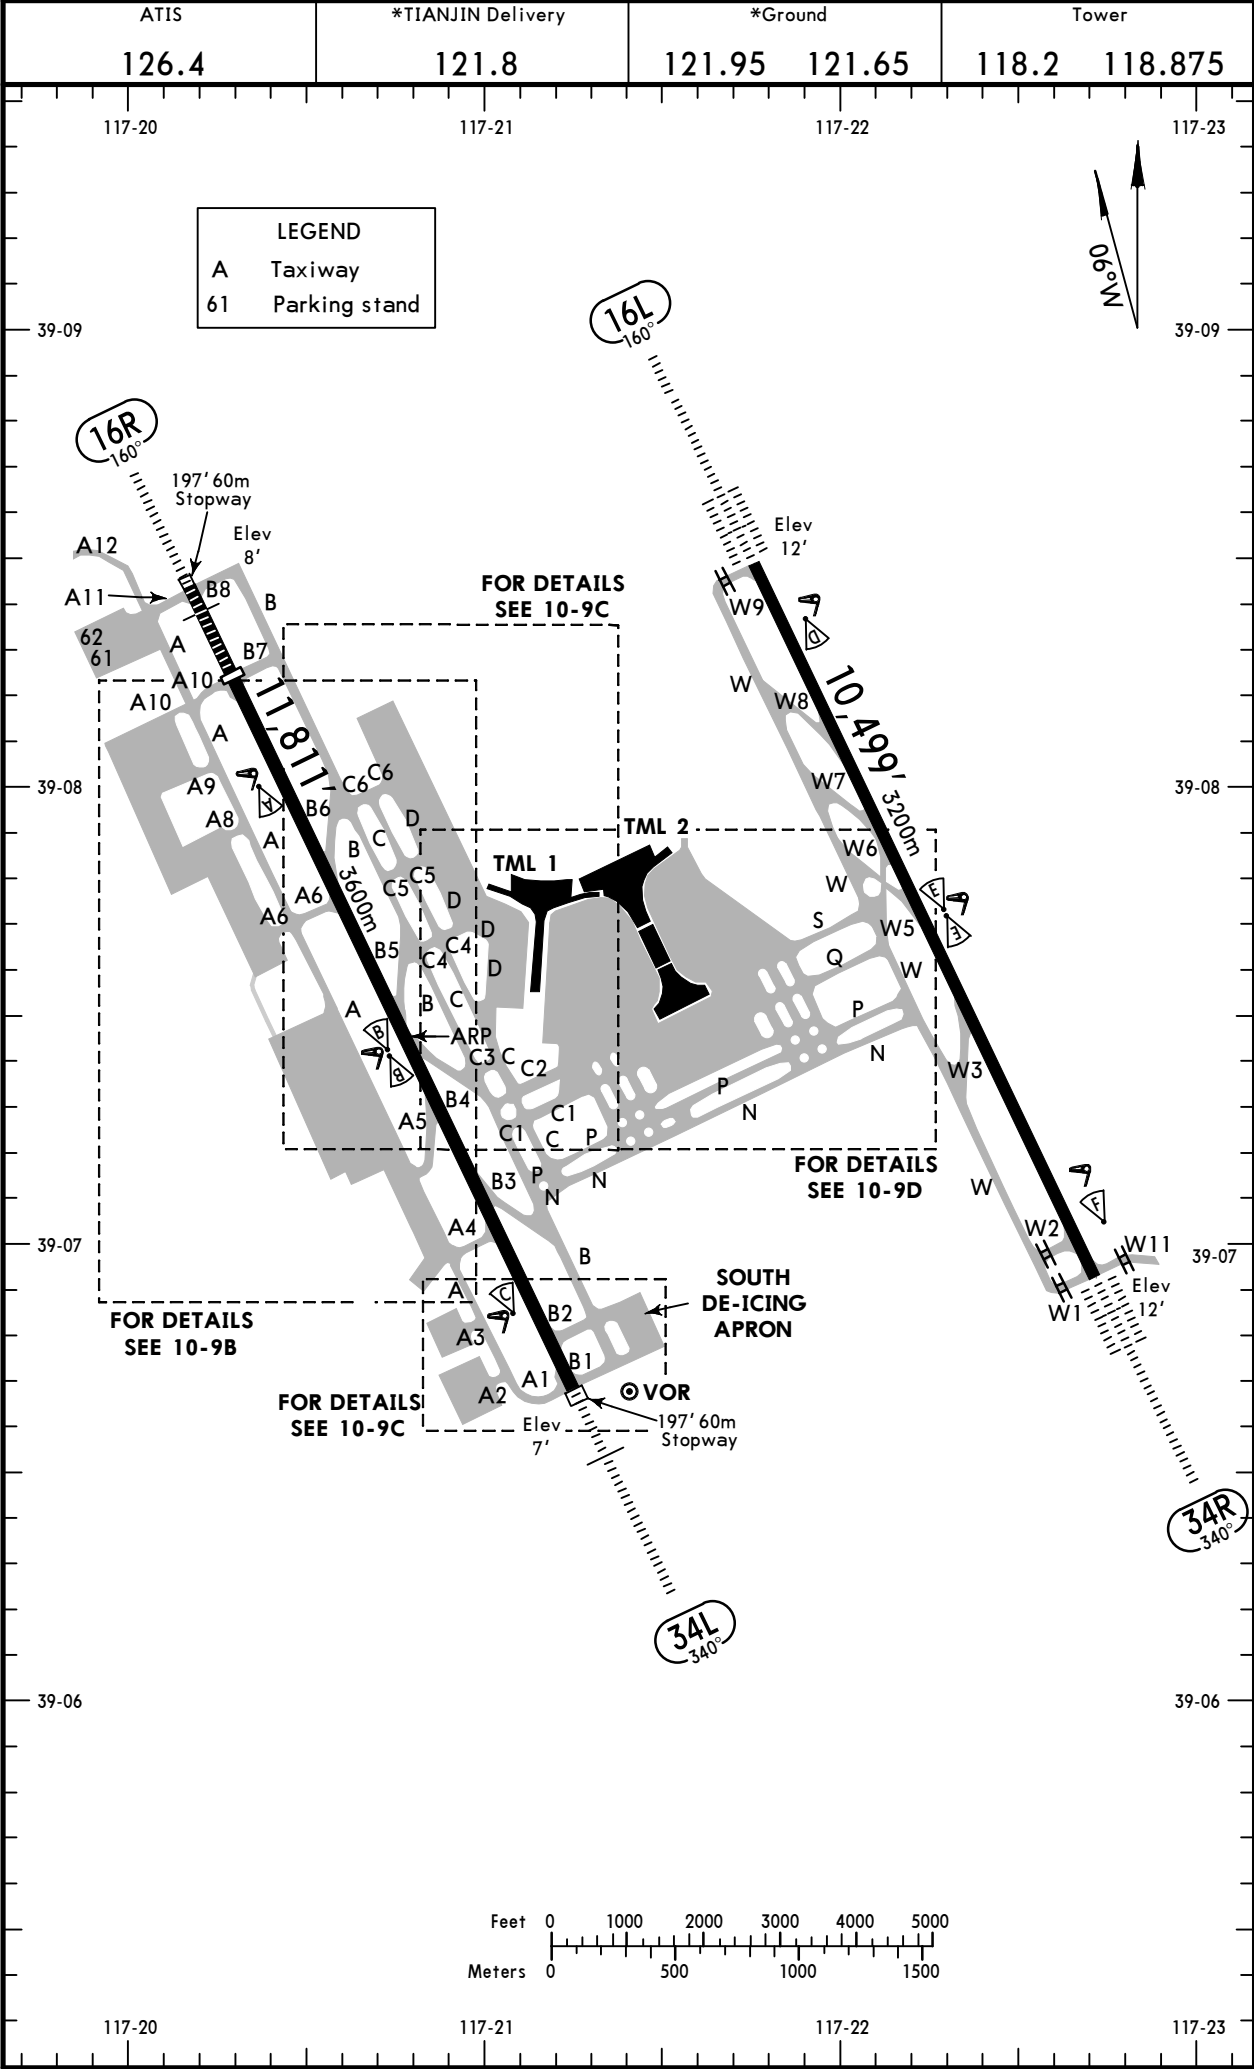 ATIS
*TIANJIN Delivery
*Ground
Tower
126.4
121.8
121.95 121.65
118.2 118.875
117-20
117-21
117-22
117-23
06°W
LEGEND
A Taxiway
61 Parking stand
39-09
39-09
16L
160°
16R
160°
197' 60m
Stopway
Elev
8'
Elev
12'
A12
A11
B8
B
62
61
A
B7
A10
A10
A
FOR DETAILS
SEE 10-9C
W9
D
W
W8
11,811'
3600m
10,499'
3200m
39-08
39-08
A9
A8
A
A
B6
C6
C6
D
B
C
W7
TML 2
TML 1
W6
W
A6
A6
C5
C5
D
D
D
S
Q
W5
E
E
W
B5
C4
C4
B
C
A
P
N
B
B
ARP
C3
C
C2
W3
B4
P
N
A5
C1
C1
C
P
FOR DETAILS
SEE 10-9D
B3
P
N
N
W
A4
B
F
W2
W11
39-07
39-07
A
C
B2
SOUTH
DE-ICING
APRON
Elev
12'
W1
FOR DETAILS
SEE 10-9B
A3
B1
A1
A2
VOR
FOR DETAILS
SEE 10-9C
Elev
7'
197' 60m
Stopway
34R
340°
34L
340°
39-06
39-06
Feet 0 1000 2000 3000 4000 5000
Meters 0 500 1000 1500
117-20
117-21
117-22
117-23